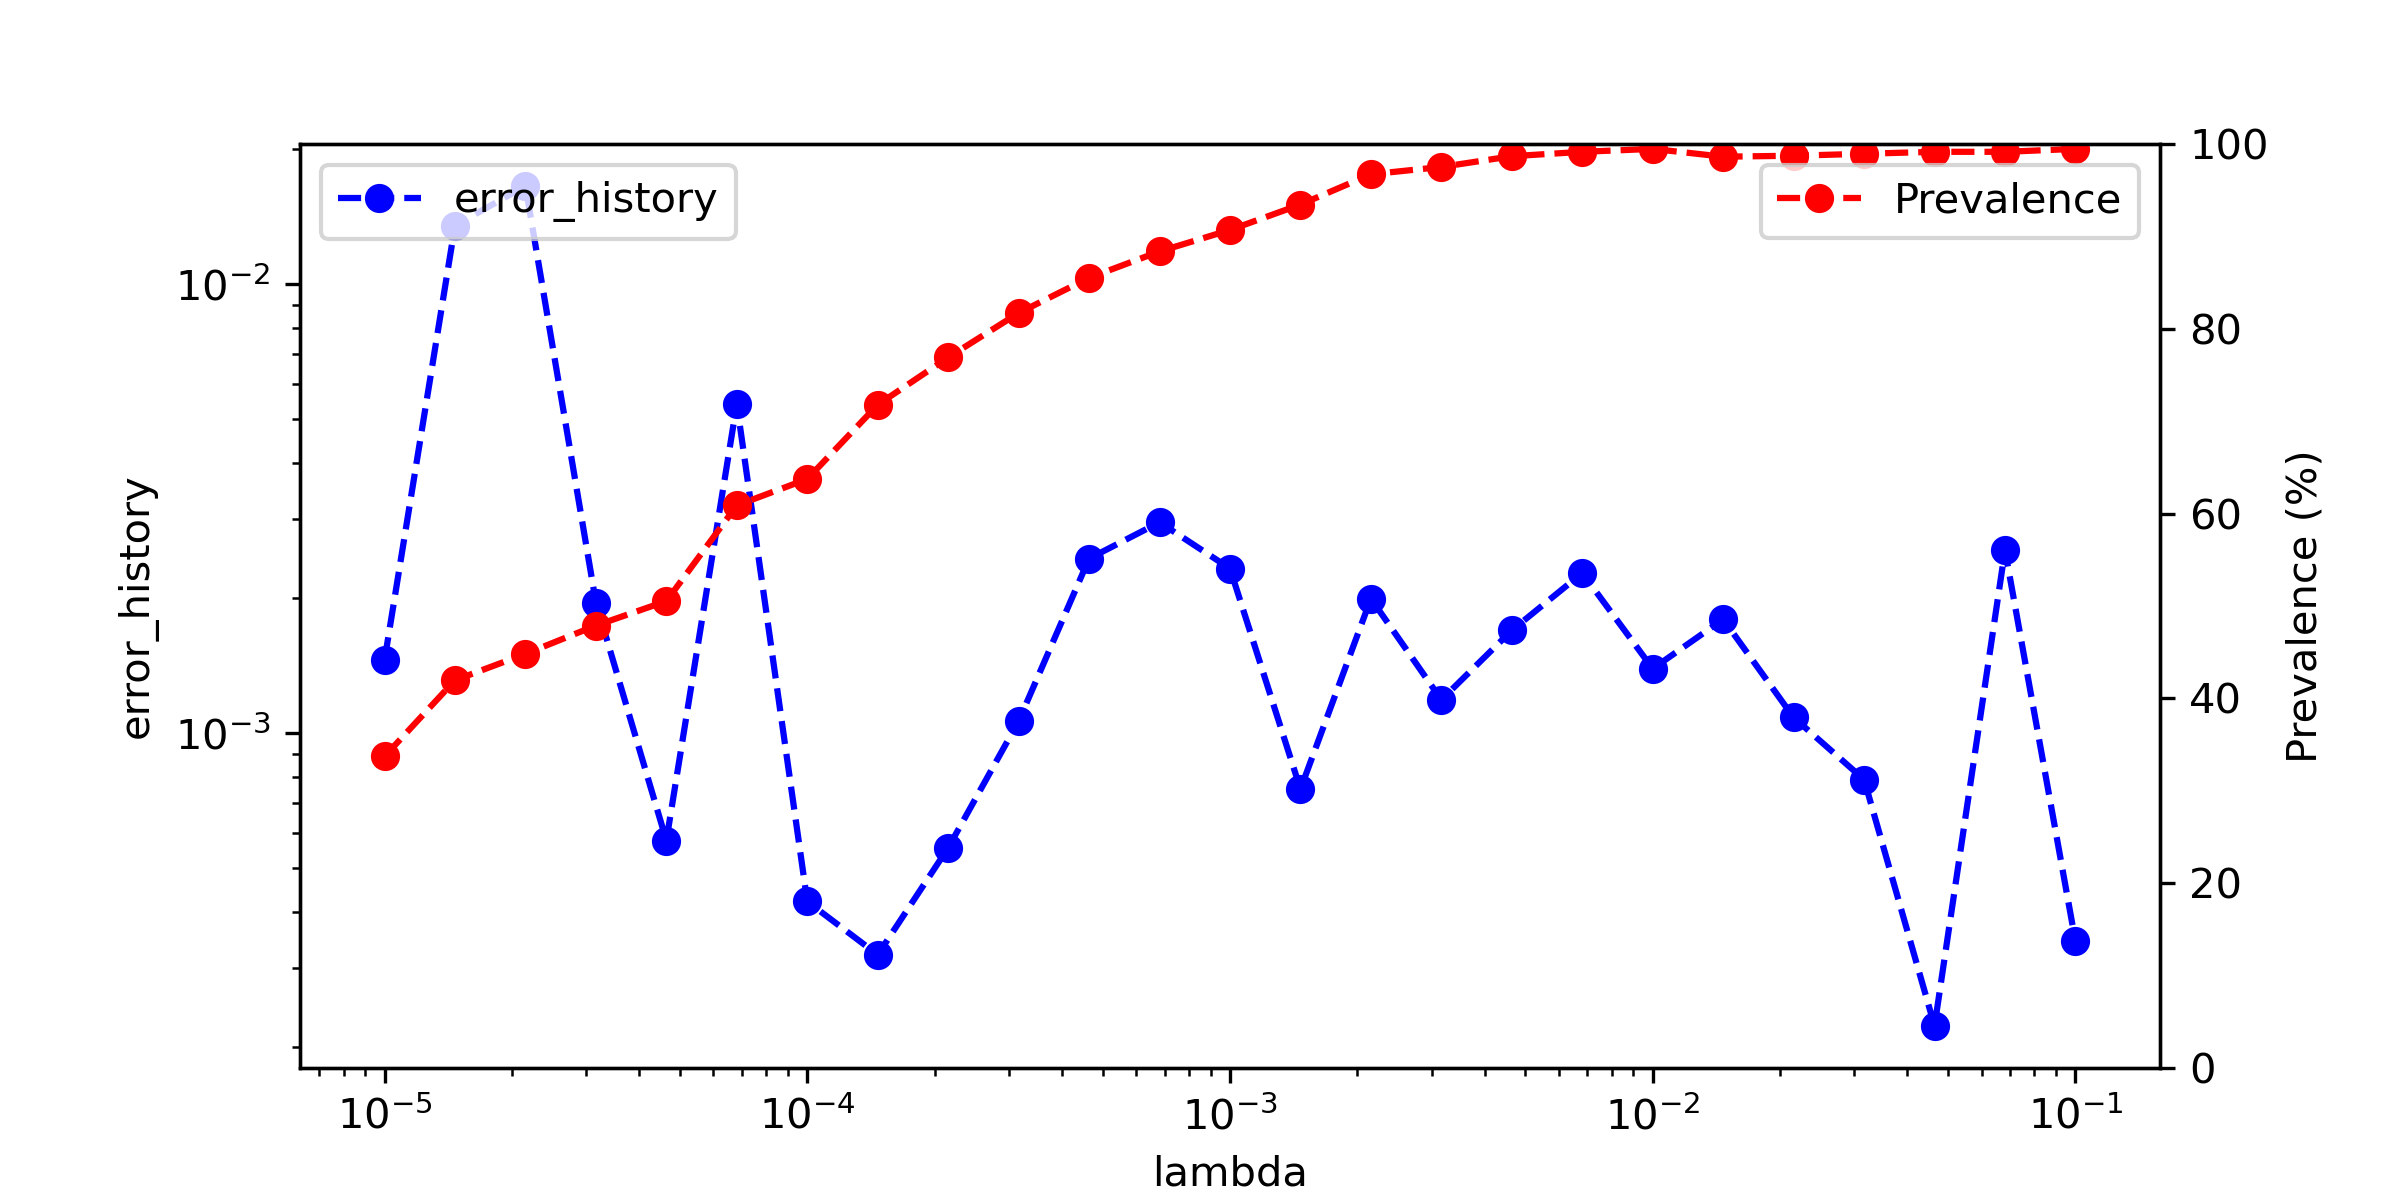 error_history
Prevalence
10⁻²
10⁻³
error_history
100
80
60
40
20
0
Prevalence (%)
10⁻⁵
10⁻⁴
10⁻³
10⁻²
10⁻¹
lambda